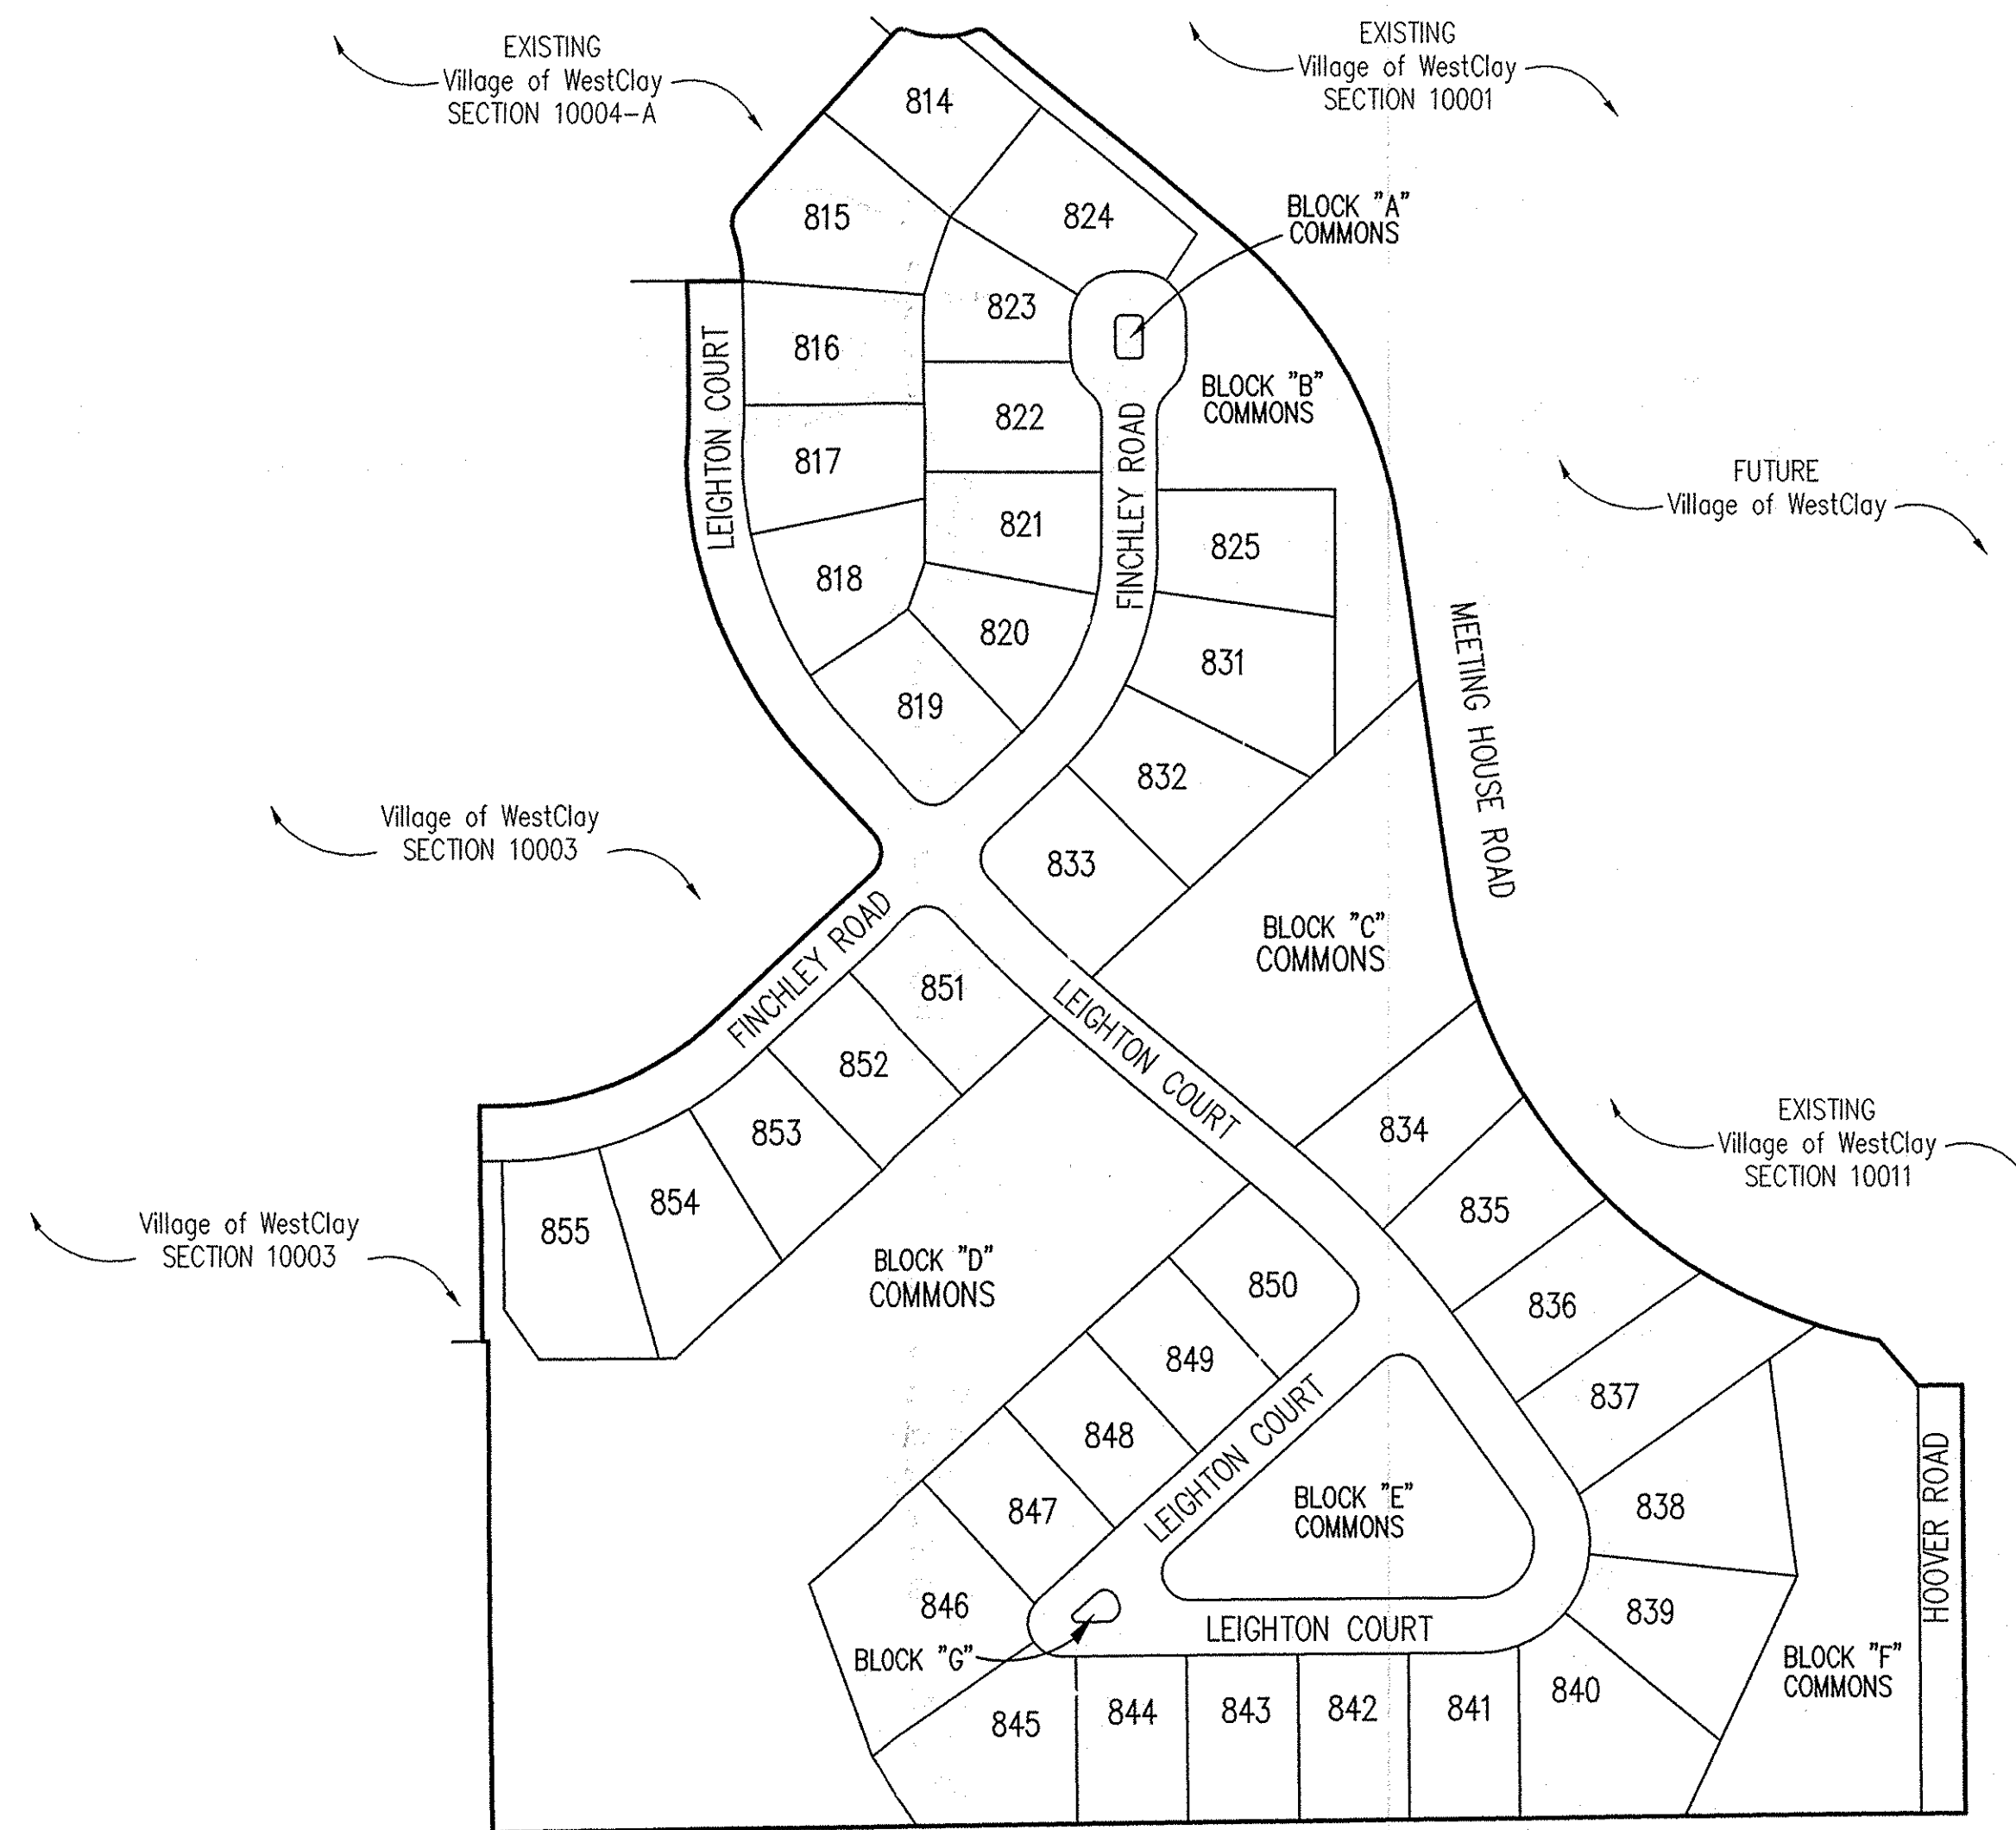 EXISTING
Village of WestClay
SECTION 10004-A
EXISTING
Village of WestClay
SECTION 10001
814
815
824
BLOCK "A"
COMMONS
823
816
LEIGHTON COURT
822
BLOCK "B"
COMMONS
817
FINCHLEY ROAD
FUTURE
Village of WestClay
821
825
818
820
831
MEETING HOUSE ROAD
819
832
Village of WestClay
SECTION 10003
833
BLOCK "C"
COMMONS
FINCHLEY ROAD
851
LEIGHTON COURT
852
853
834
EXISTING
Village of WestClay
SECTION 10011
854
855
835
Village of WestClay
SECTION 10003
BLOCK "D"
COMMONS
850
836
849
837
848
LEIGHTON COURT
BLOCK "E"
COMMONS
847
838
HOOVER ROAD
846
839
LEIGHTON COURT
BLOCK "G"
BLOCK "F"
COMMONS
845
844
843
842
841
840